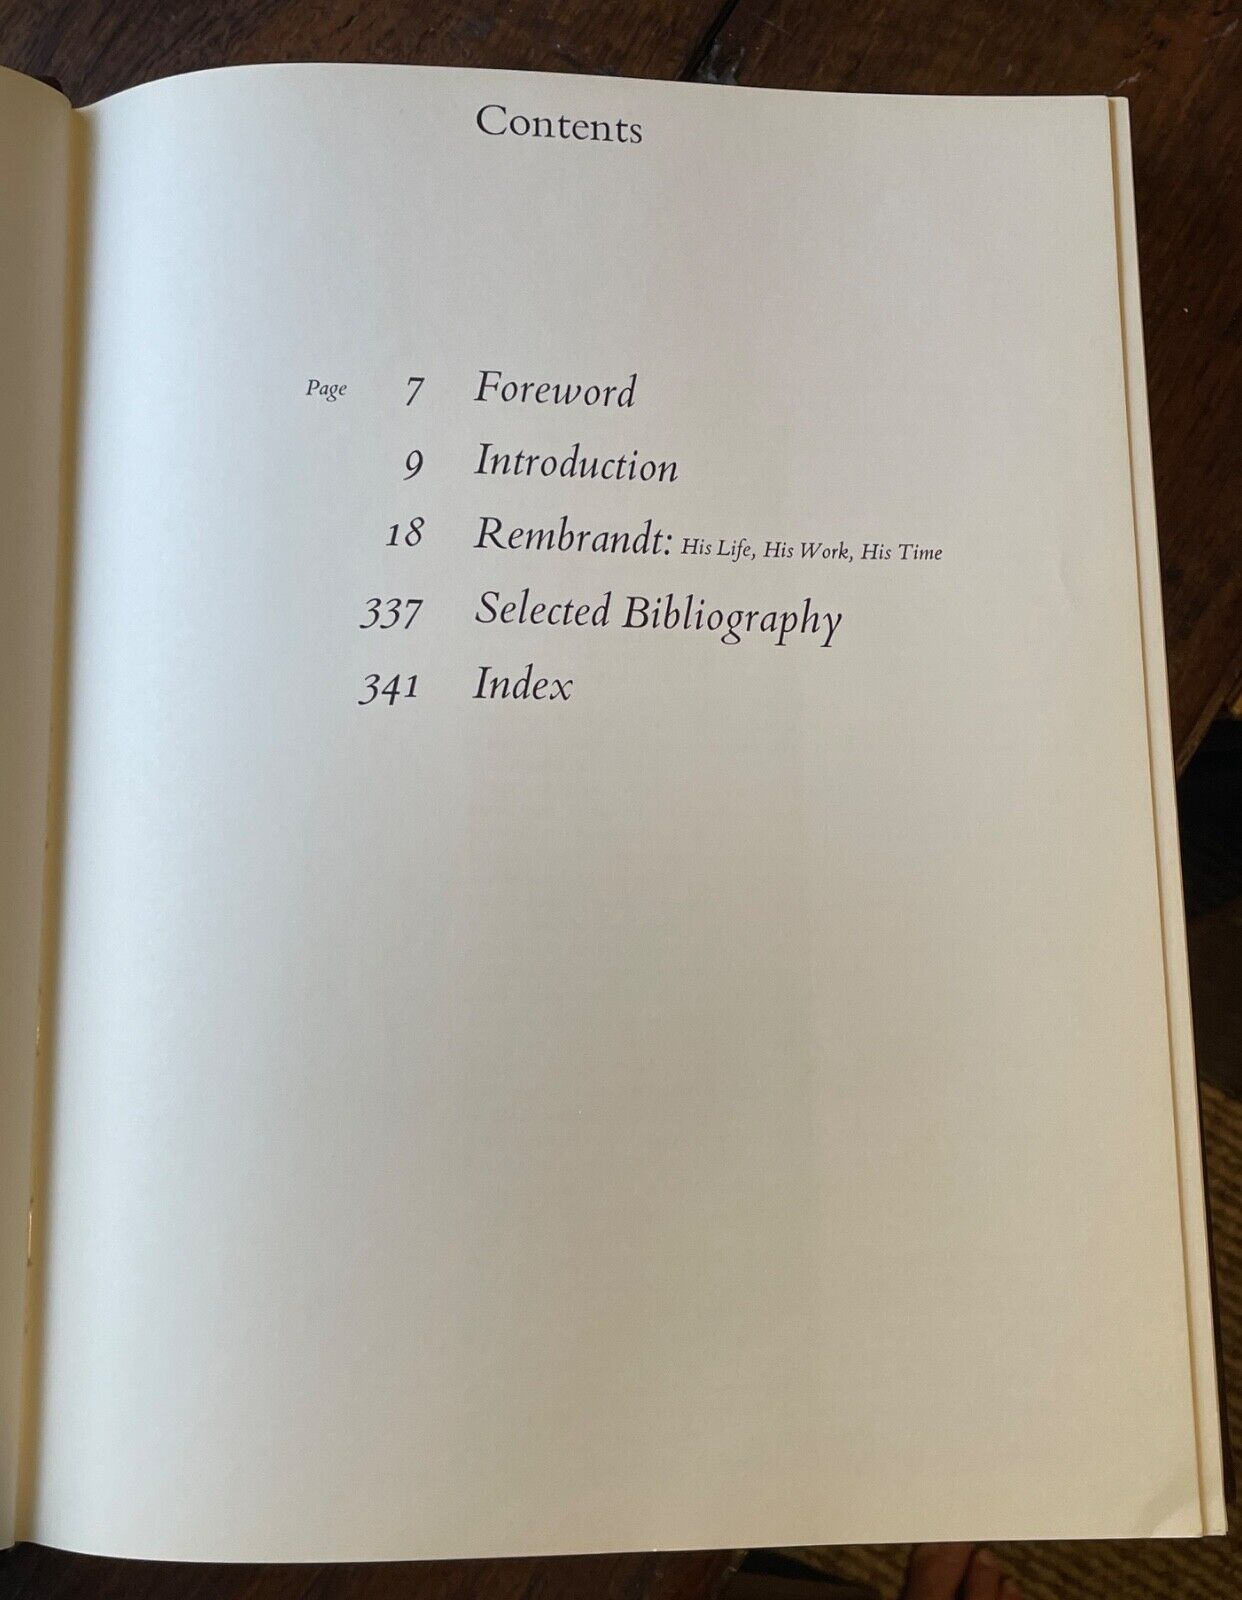 Contents
Page 7 Foreword
9 Introduction
18 Rembrandt: His Life, His Work, His Time
337 Selected Bibliography
341 Index